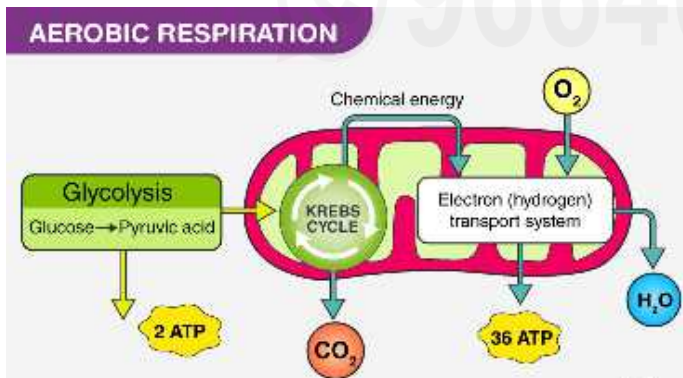 AEROBIC RESPIRATION
Chemical energy
O₂
Glycolysis
Glucose→Pyruvic acid
KREBS
CYCLE
Electron (hydrogen)
transport system
2 ATP
CO₂
36 ATP
H₂O